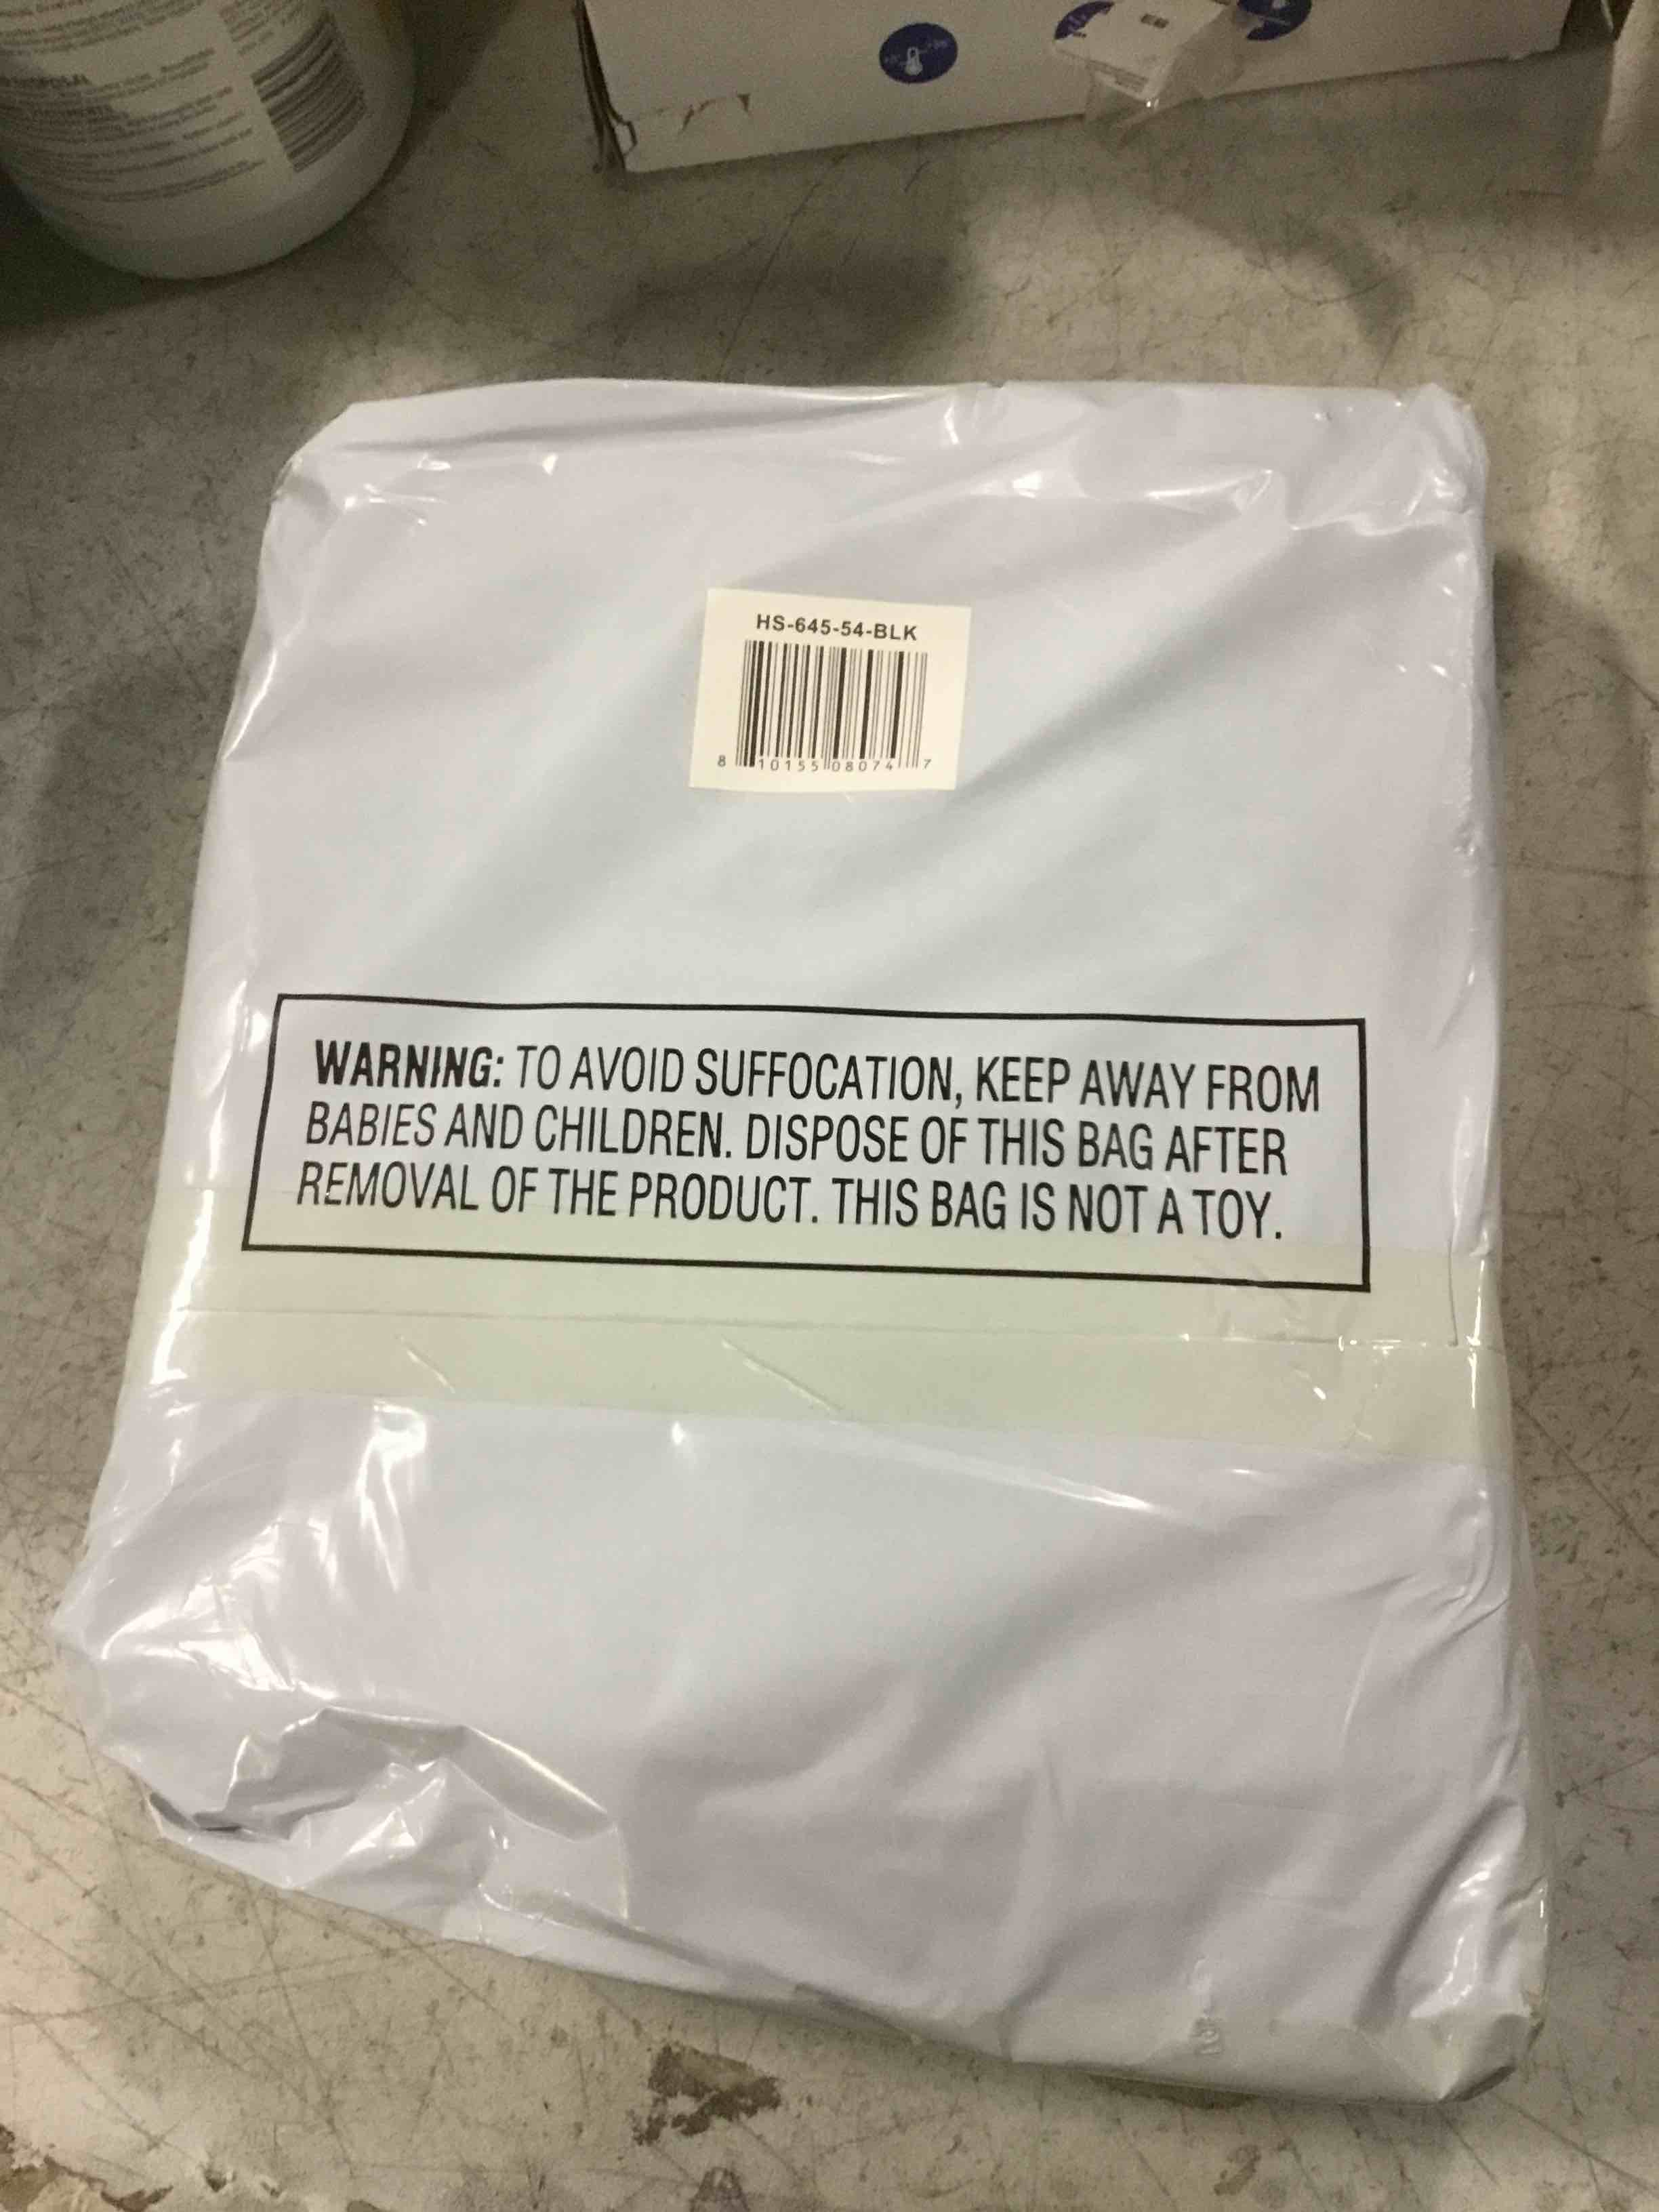 HS-645-54-BLK
8 10155 08074 7
WARNING: TO AVOID SUFFOCATION, KEEP AWAY FROM
BABIES AND CHILDREN. DISPOSE OF THIS BAG AFTER
REMOVAL OF THE PRODUCT. THIS BAG IS NOT A TOY.